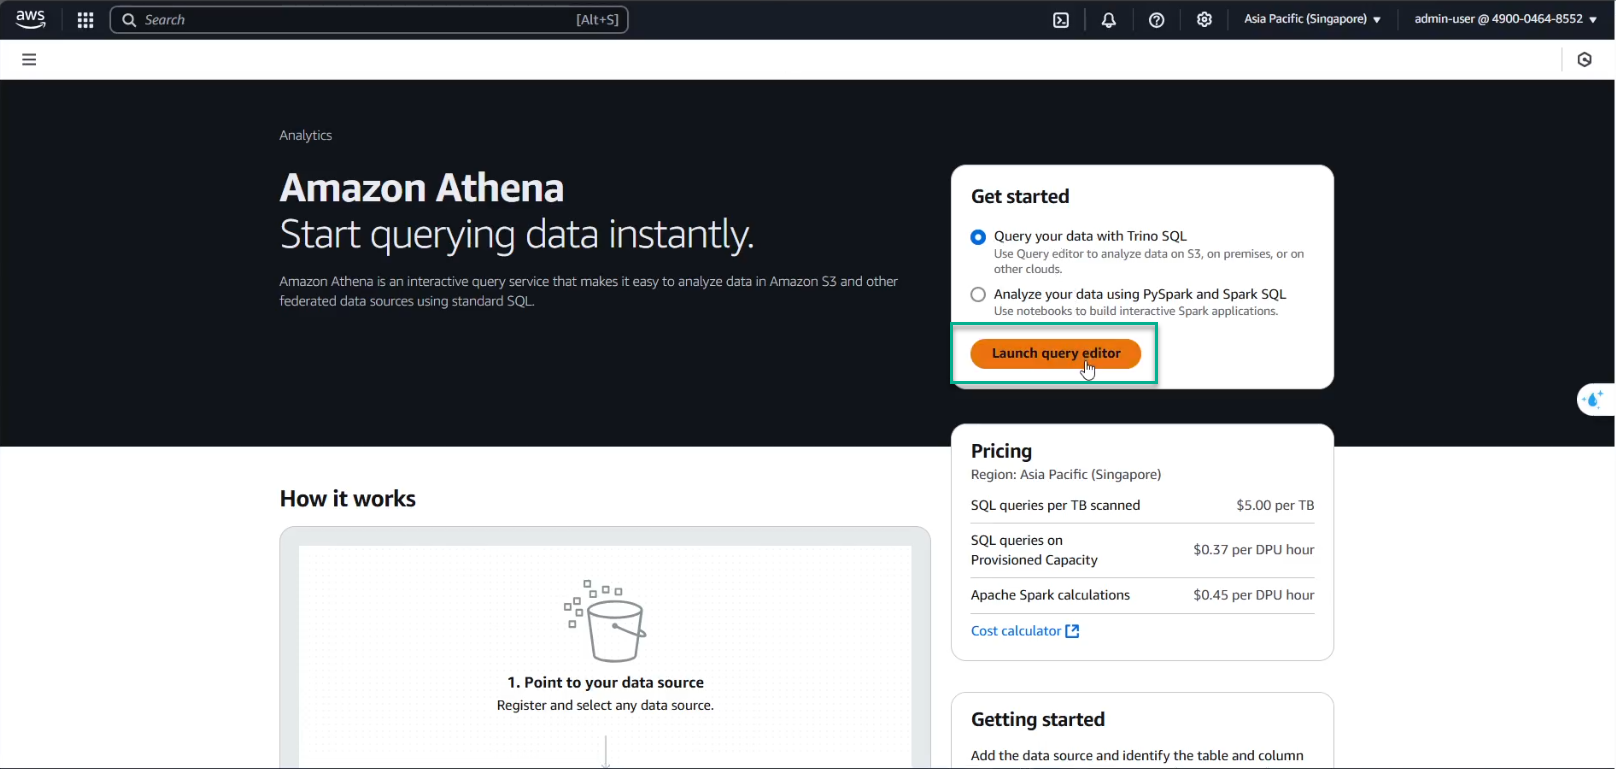 aws
Search
[Alt+S]
Asia Pacific (Singapore)
admin-user @ 4900-0464-8552
Analytics
Amazon Athena
Start querying data instantly.
Amazon Athena is an interactive query service that makes it easy to analyze data in Amazon S3 and other
federated data sources using standard SQL.
Get started
Query your data with Trino SQL
Use Query editor to analyze data on S3, on premises, or on
other clouds.
Analyze your data using PySpark and Spark SQL
Use notebooks to build interactive Spark applications.
Launch query editor
Pricing
Region: Asia Pacific (Singapore)
SQL queries per TB scanned
$5.00 per TB
SQL queries on
Provisioned Capacity
$0.37 per DPU hour
Apache Spark calculations
$0.45 per DPU hour
Cost calculator
How it works
1. Point to your data source
Register and select any data source.
Getting started
Add the data source and identify the table and column